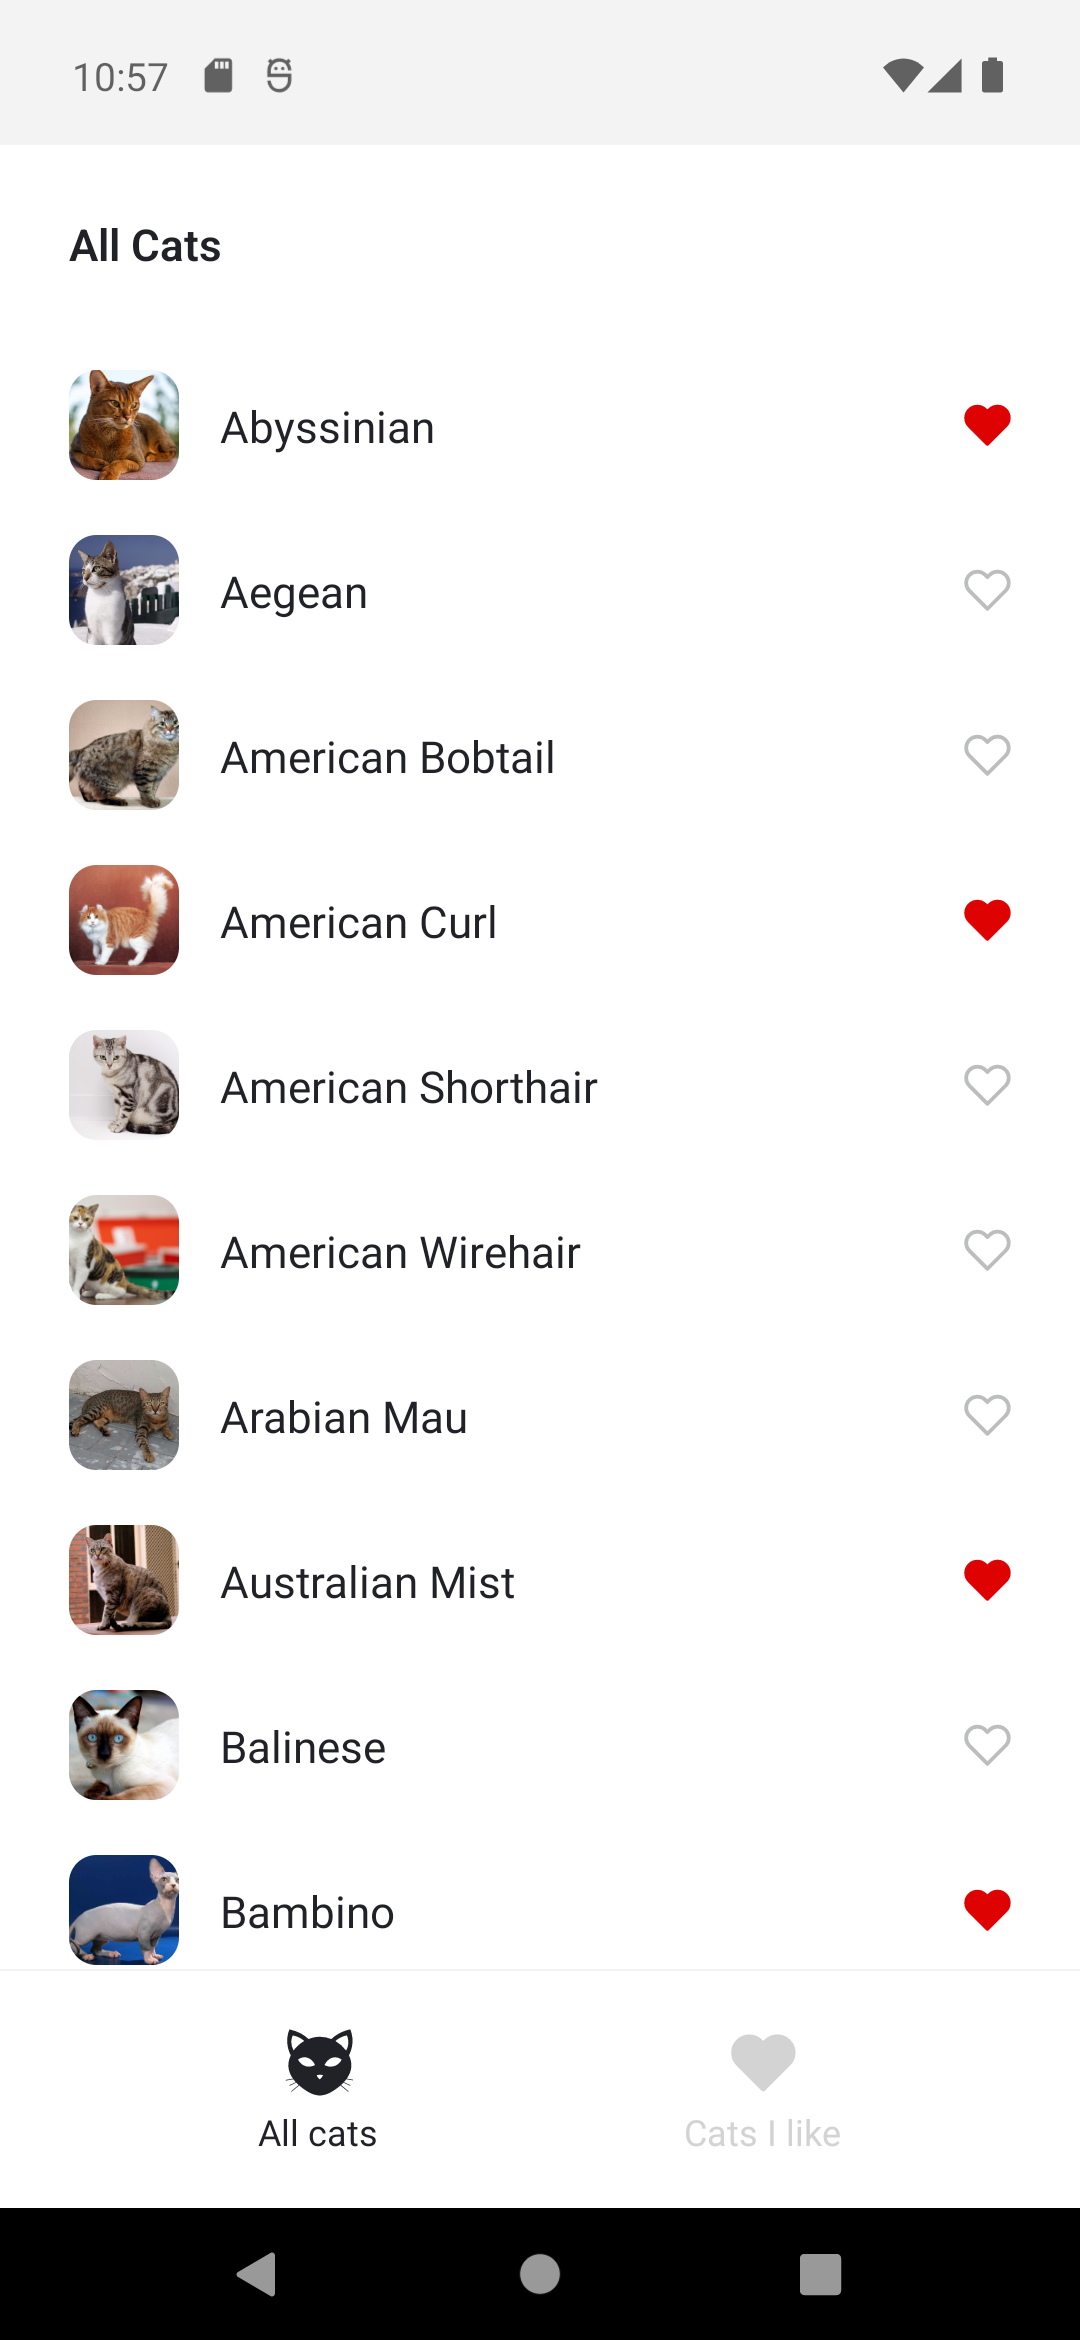 10:57
All Cats
Abyssinian
Aegean
American Bobtail
American Curl
American Shorthair
American Wirehair
Arabian Mau
Australian Mist
Balinese
Bambino
All cats
Cats I like